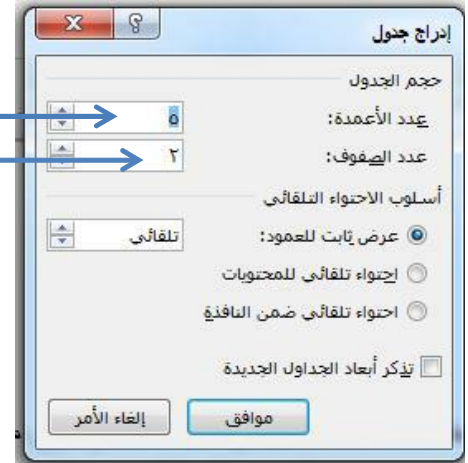 إدراج جدول
حجم الجدول
عدد الأعمدة: ٥
عدد الصفوف: ٢
أسلوب الاحتواء التلقائي
عرض ثابت للعمود: تلقائي
احتواء تلقائي للمحتويات
احتواء تلقائي ضمن النافذة
تذكر أبعاد الجداول الجديدة
موافق إلغاء الأمر